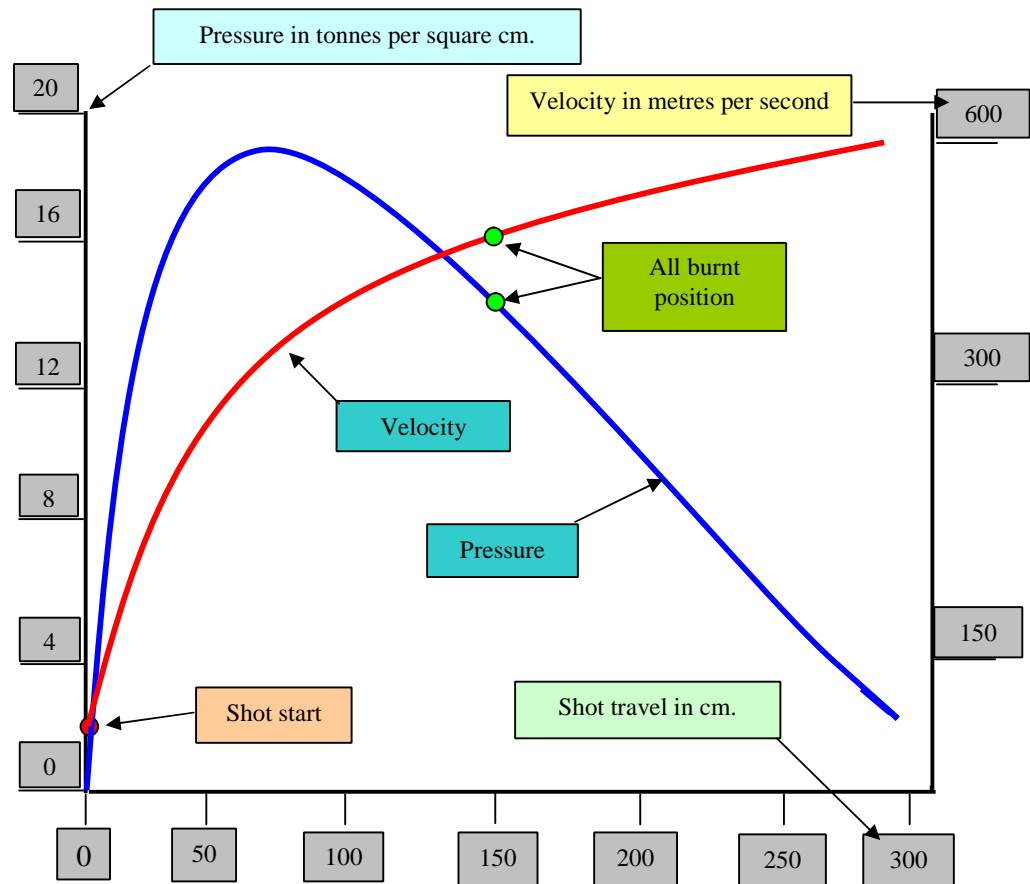 Pressure in tonnes per square cm.
20
Velocity in metres per second
600
16
All burnt
position
12
300
Velocity
8
Pressure
4
150
Shot start
Shot travel in cm.
0
0
50
100
150
200
250
300